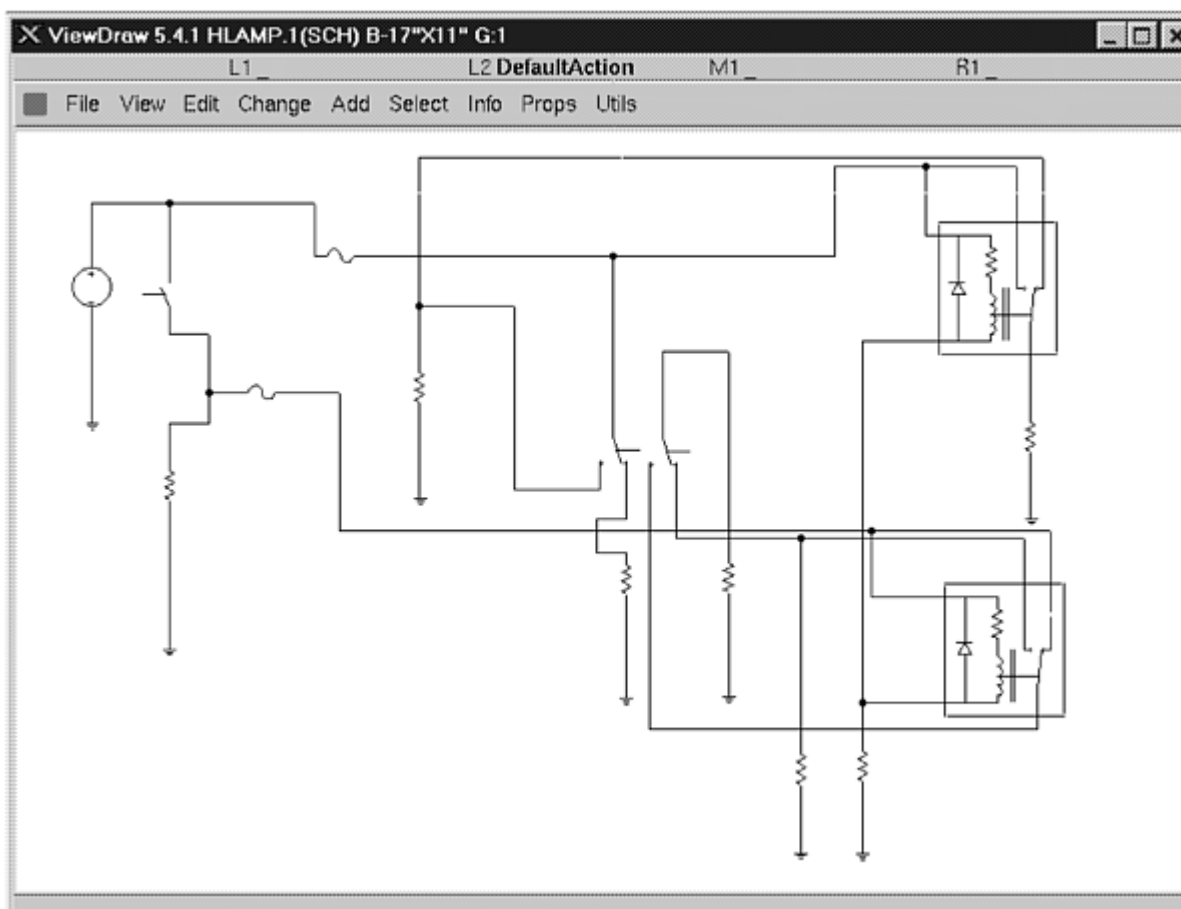 ViewDraw 5.4.1 HLAMP.1(SCH) B-17"X11" G:1
L1_ L2 DefaultAction M1_ R1_
File View Edit Change Add Select Info Props Utils